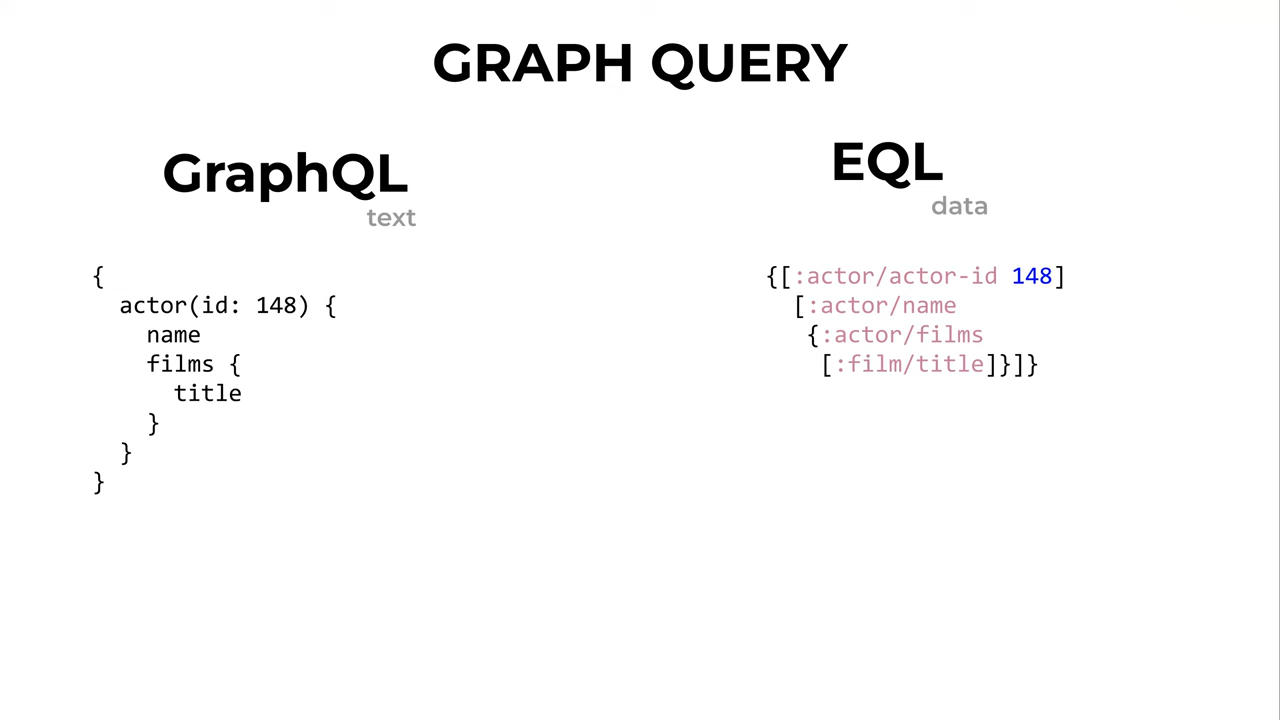 GRAPH QUERY
GraphQL
text
{
  actor(id: 148) {
    name
    films {
      title
    }
  }
}
EQL
data
{[:actor/actor-id 148]
  [:actor/name
   {:actor/films
    [:film/title]}]}